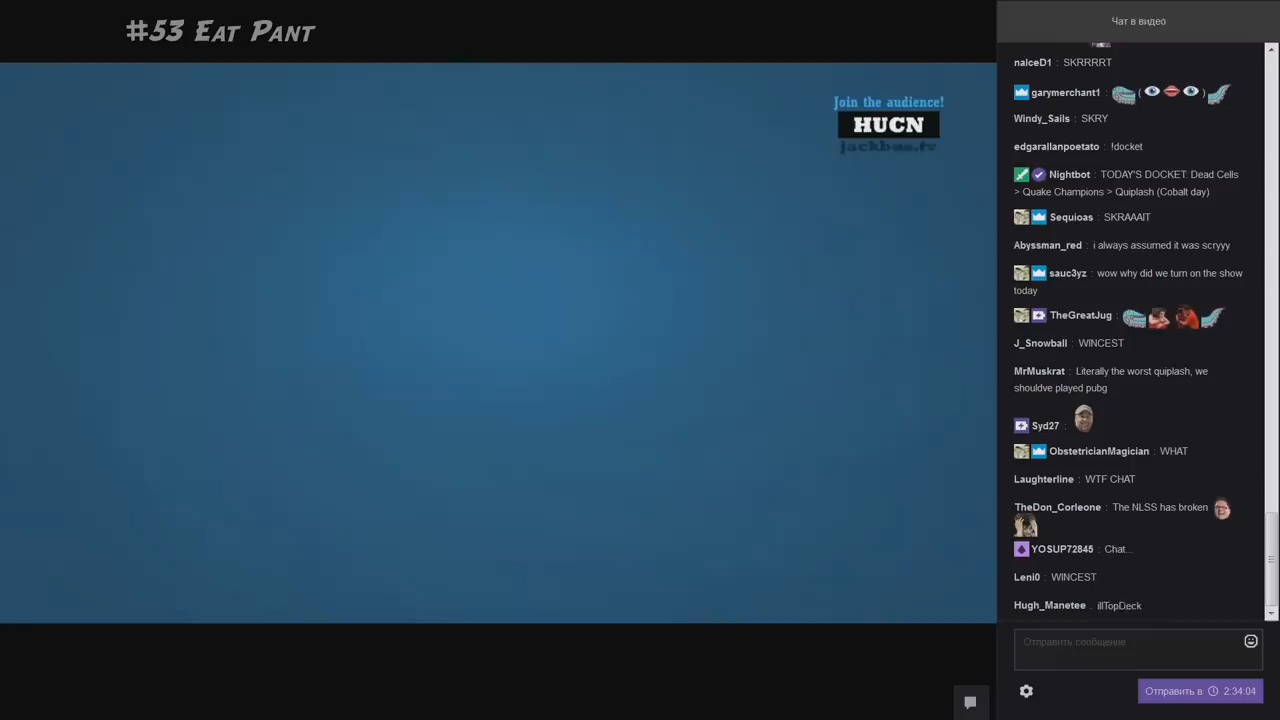 #53 Eat Pant
Join the audience!
HUCN
jackbox.tv
Чат в видео
nalceD1 : SKRRRRT
garymerchant1 : ( )
Windy_Sails : SKRY
edgarallanpoetato : !docket
Nightbot : TODAY'S DOCKET: Dead Cells
> Quake Champions > Quiplash (Cobalt day)
Sequioas : SKRAAAIT
Abyssman_red : i always assumed it was scryyy
sauc3yz : wow why did we turn on the show
today
TheGreatJug :
J_Snowball : WINCEST
MrMuskrat : Literally the worst quiplash, we
shouldve played pubg
Syd27 :
ObstetricianMagician : WHAT
Laughterline : WTF CHAT
TheDon_Corleone : The NLSS has broken
YOSUP72845 : Chat...
Leni0 : WINCEST
Hugh_Manetee : illTopDeck
Отправить сообщение
Отправить в 2:34:04